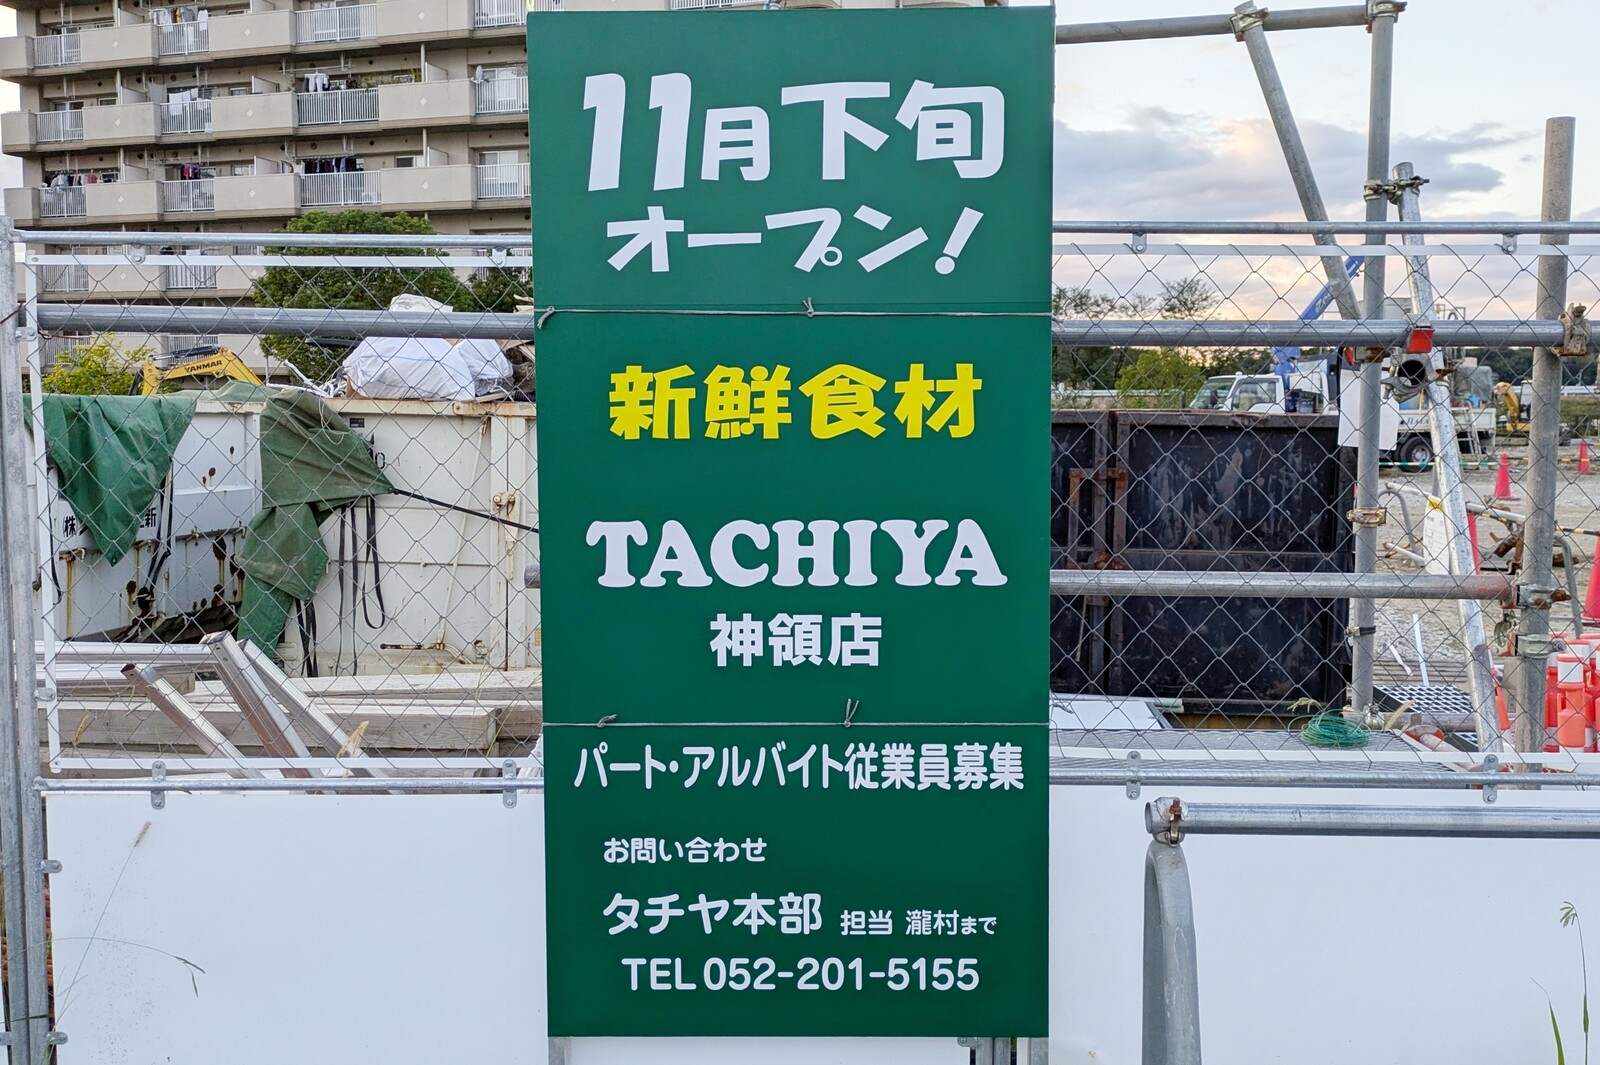 11月下旬
オープン!
新鮮食材
TACHIYA
神領店
パート・アルバイト従業員募集
お問い合わせ
タチヤ本部 担当 瀧村まで
TEL 052-201-5155
YANMAR
(株)